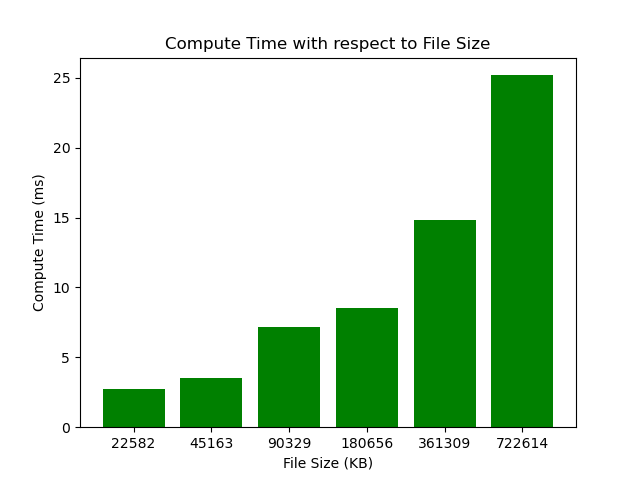 Compute Time with respect to File Size
25
20
15
10
5
0
Compute Time (ms)
22582 45163 90329 180656 361309 722614
File Size (KB)